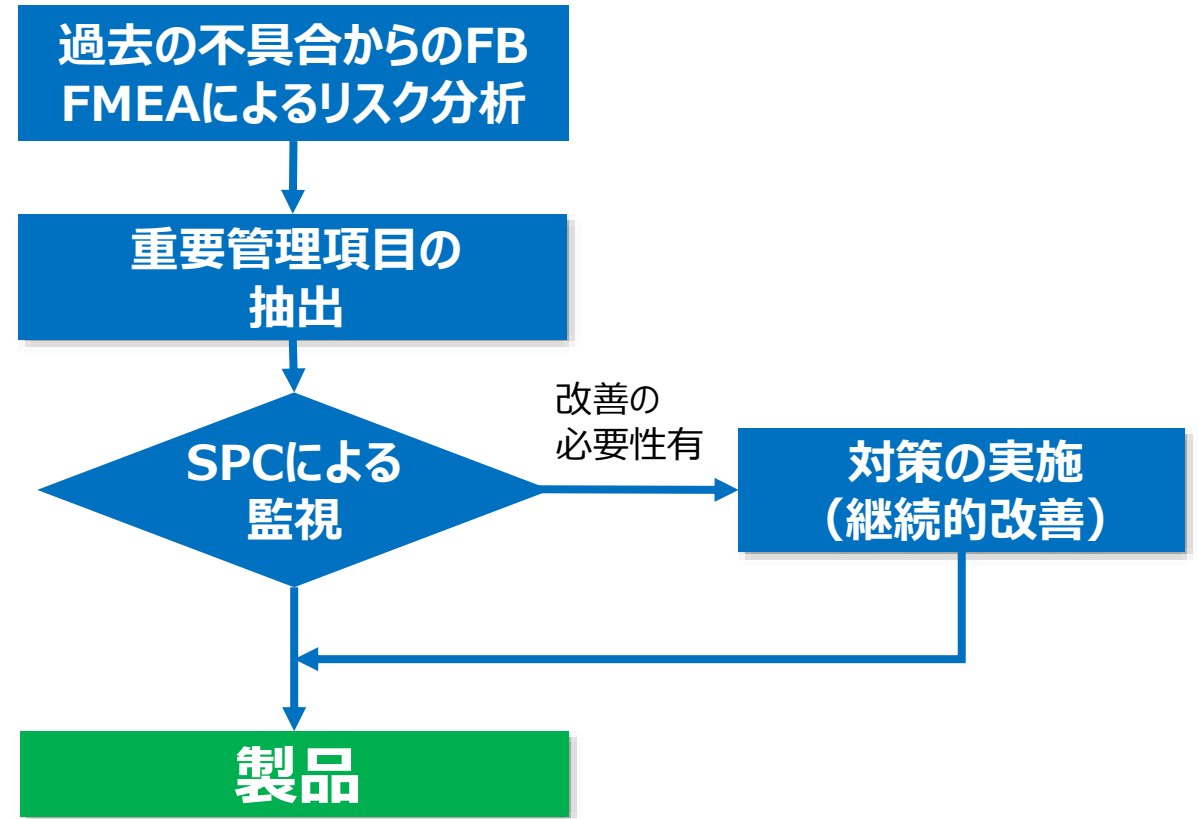 過去の不具合からのFB
FMEAによるリスク分析
重要管理項目の
抽出
SPCによる
監視
改善の
必要性有
対策の実施
（継続的改善）
製品